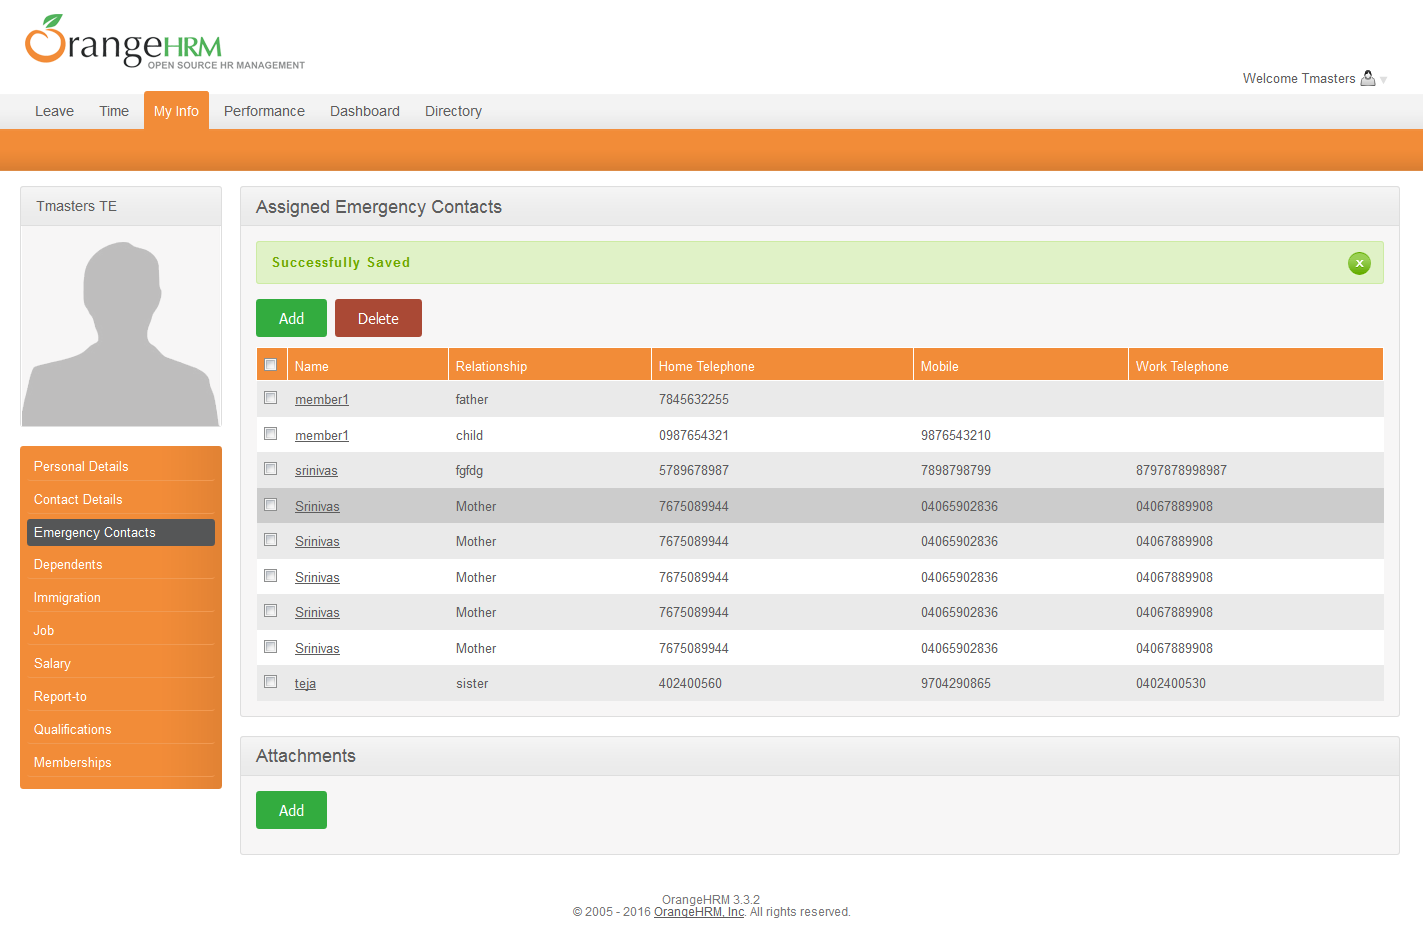 OrangeHRM
OPEN SOURCE HR MANAGEMENT
Welcome Tmasters
Leave Time My Info Performance Dashboard Directory
Tmasters TE
Personal Details
Contact Details
Emergency Contacts
Dependents
Immigration
Job
Salary
Report-to
Qualifications
Memberships
Assigned Emergency Contacts
Successfully Saved
x
Add Delete
Name Relationship Home Telephone Mobile Work Telephone
member1 father 7845632255
member1 child 0987654321 9876543210
srinivas fgfdg 5789678987 7898798799 8797878998987
Srinivas Mother 7675089944 04065902836 04067889908
Srinivas Mother 7675089944 04065902836 04067889908
Srinivas Mother 7675089944 04065902836 04067889908
Srinivas Mother 7675089944 04065902836 04067889908
Srinivas Mother 7675089944 04065902836 04067889908
teja sister 402400560 9704290865 0402400530
Attachments
Add
OrangeHRM 3.3.2
© 2005 - 2016 OrangeHRM, Inc. All rights reserved.